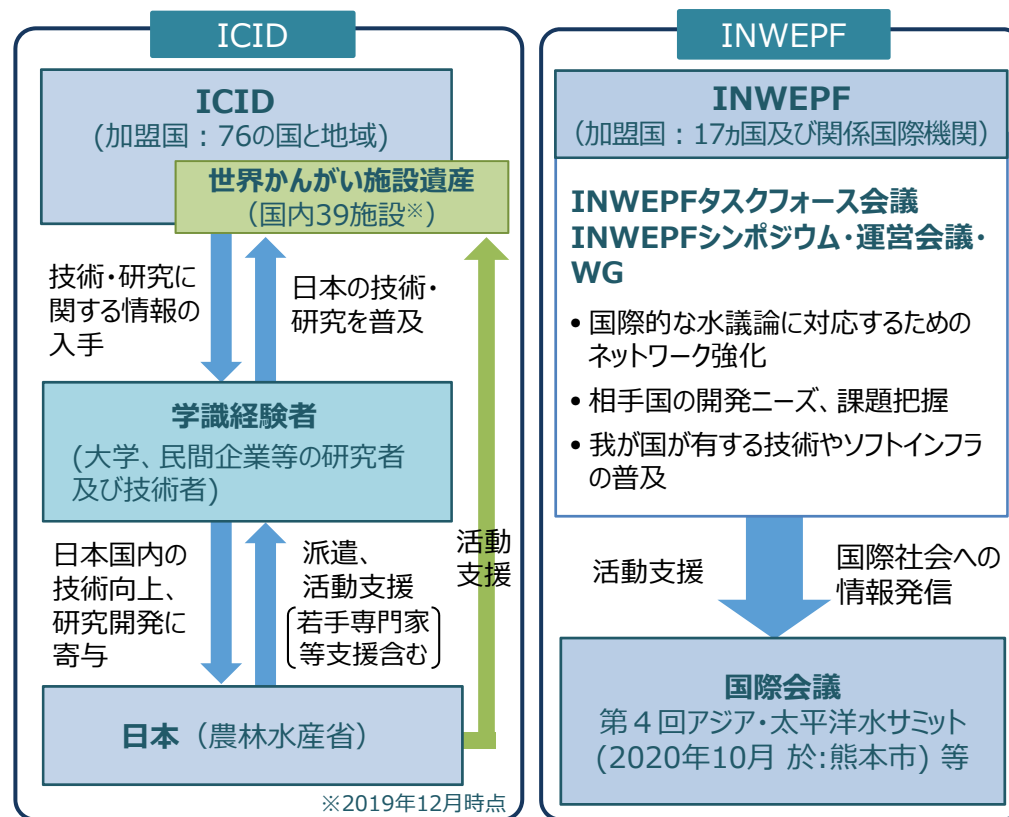 ICID
ICID
(加盟国：76の国と地域)
世界かんがい施設遺産
（国内39施設※）
技術・研究に
関する情報の
入手
日本の技術・
研究を普及
学識経験者
(大学、民間企業等の研究者
及び技術者)
日本国内の
技術向上、
研究開発に
寄与
派遣、
活動支援
若手専門家
等支援含む
活動
支援
日本（農林水産省）
※2019年12月時点
INWEPF
INWEPF
（加盟国：17ヵ国及び関係国際機関）
INWEPFタスクフォース会議
INWEPFシンポジウム・運営会議・
WG
• 国際的な水議論に対応するための
ネットワーク強化
• 相手国の開発ニーズ、課題把握
• 我が国が有する技術やソフトインフラ
の普及
活動支援
国際社会への
情報発信
国際会議
第４回アジア・太平洋水サミット
(2020年10月 於:熊本市) 等